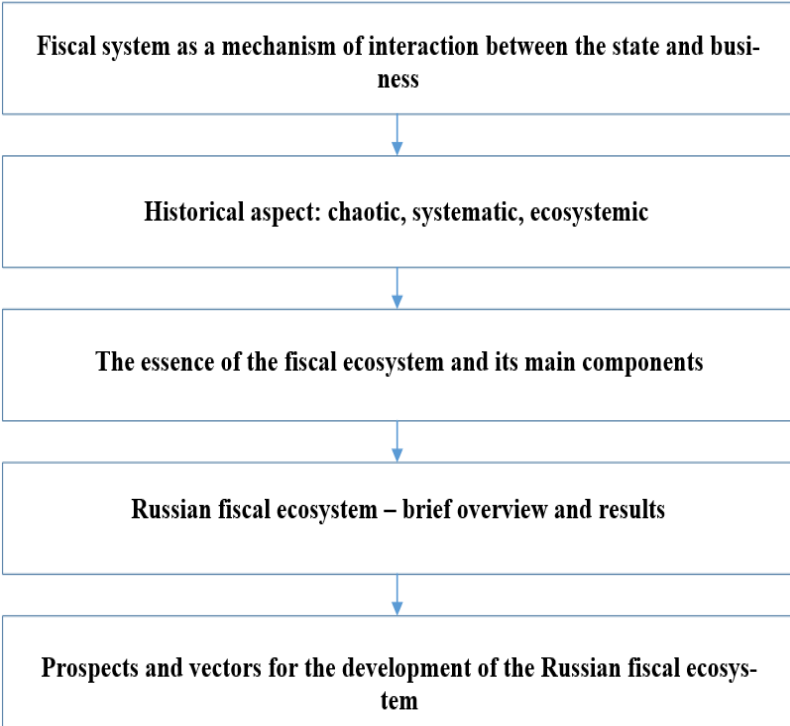 Fiscal system as a mechanism of interaction between the state and busi-
ness
Historical aspect: chaotic, systematic, ecosystemic
The essence of the fiscal ecosystem and its main components
Russian fiscal ecosystem – brief overview and results
Prospects and vectors for the development of the Russian fiscal ecosys-
tem